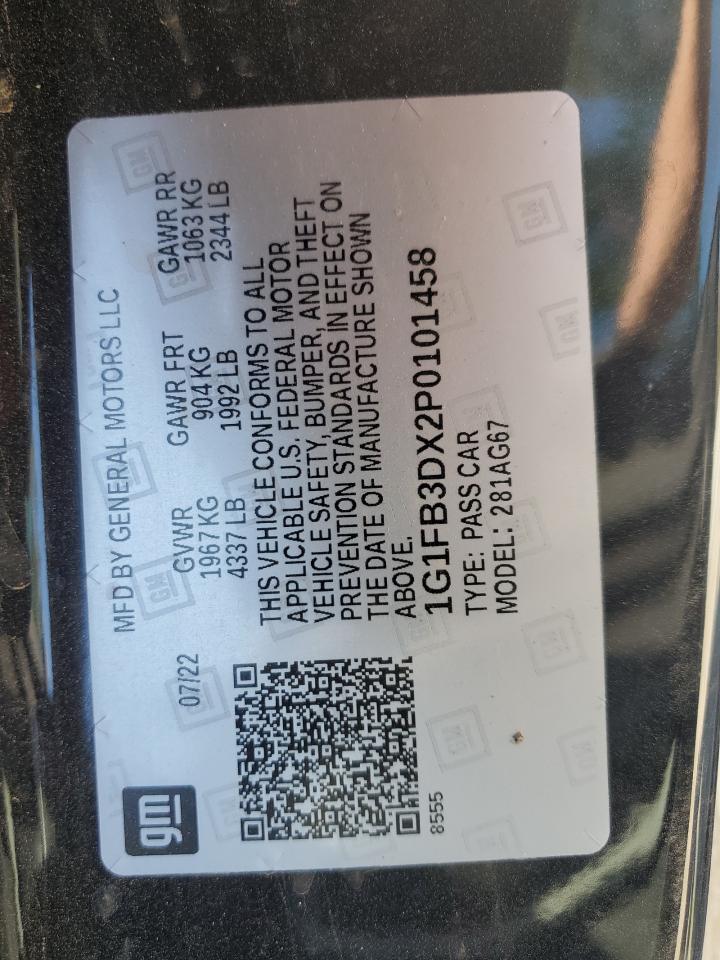 gm
MFD BY GENERAL MOTORS LLC
07/22 GVWR GAWR FRT GAWR RR
1967 KG 904 KG 1063 KG
4337 LB 1992 LB 2344 LB
THIS VEHICLE CONFORMS TO ALL
APPLICABLE U.S. FEDERAL MOTOR
VEHICLE SAFETY, BUMPER, AND THEFT
PREVENTION STANDARDS IN EFFECT ON
THE DATE OF MANUFACTURE SHOWN
ABOVE.
1G1FB3DX2P0101458
8555
TYPE: PASS CAR
MODEL: 281AG67